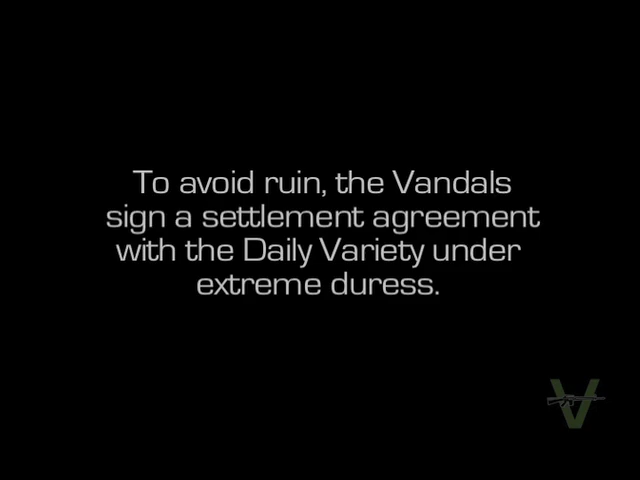 To avoid ruin, the Vandals
sign a settlement agreement
with the Daily Variety under
extreme duress.
V